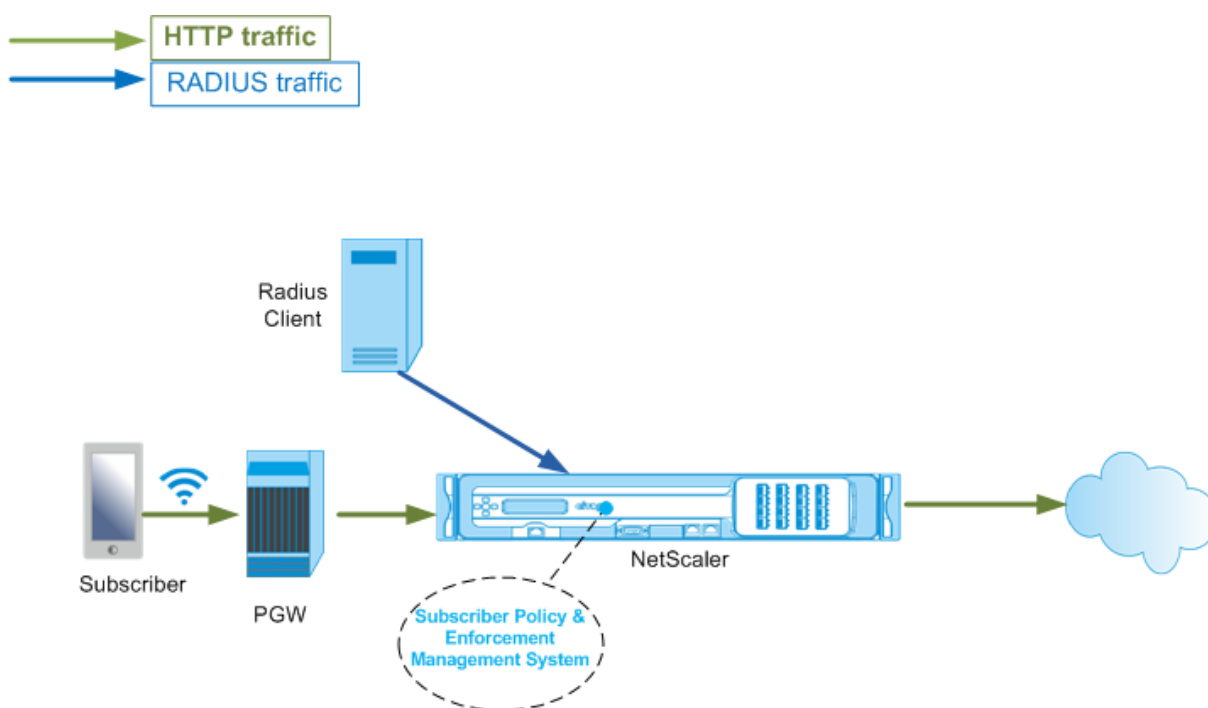 HTTP traffic
RADIUS traffic
Radius
Client
Subscriber
PGW
NetScaler
Subscriber Policy &
Enforcement
Management System